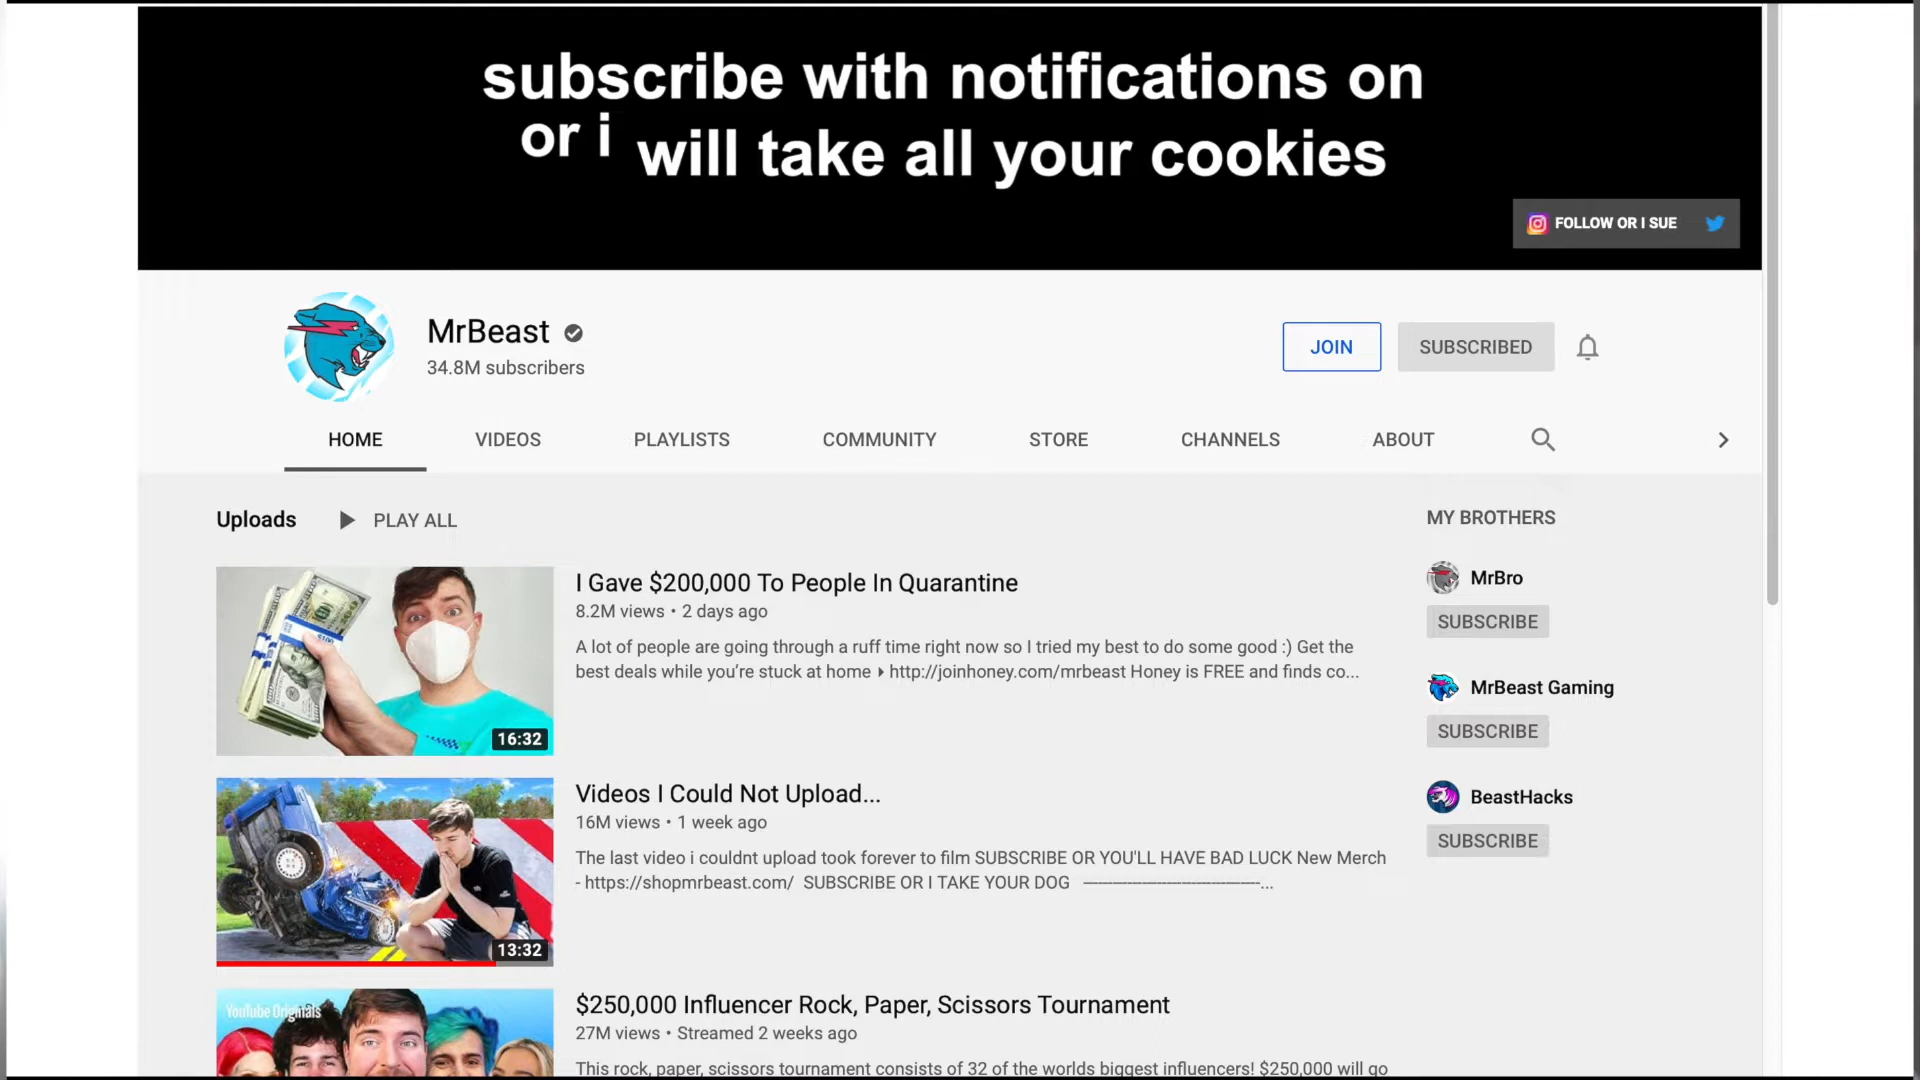 subscribe with notifications on
or i will take all your cookies
FOLLOW OR I SUE
MrBeast
34.8M subscribers
JOIN
SUBSCRIBED
HOME
VIDEOS
PLAYLISTS
COMMUNITY
STORE
CHANNELS
ABOUT
Uploads
PLAY ALL
I Gave $200,000 To People In Quarantine
8.2M views • 2 days ago
A lot of people are going through a ruff time right now so I tried my best to do some good :) Get the
best deals while you’re stuck at home ▸ http://joinhoney.com/mrbeast Honey is FREE and finds co...
$100
16:32
Videos I Could Not Upload...
16M views • 1 week ago
The last video i couldnt upload took forever to film SUBSCRIBE OR YOU'LL HAVE BAD LUCK New Merch
- https://shopmrbeast.com/ SUBSCRIBE OR I TAKE YOUR DOG ————————————...
13:32
YouTube Originals
$250,000 Influencer Rock, Paper, Scissors Tournament
27M views • Streamed 2 weeks ago
This rock, paper, scissors tournament consists of 32 of the worlds biggest influencers! $250,000 will go
MY BROTHERS
MrBro
SUBSCRIBE
MrBeast Gaming
SUBSCRIBE
BeastHacks
SUBSCRIBE